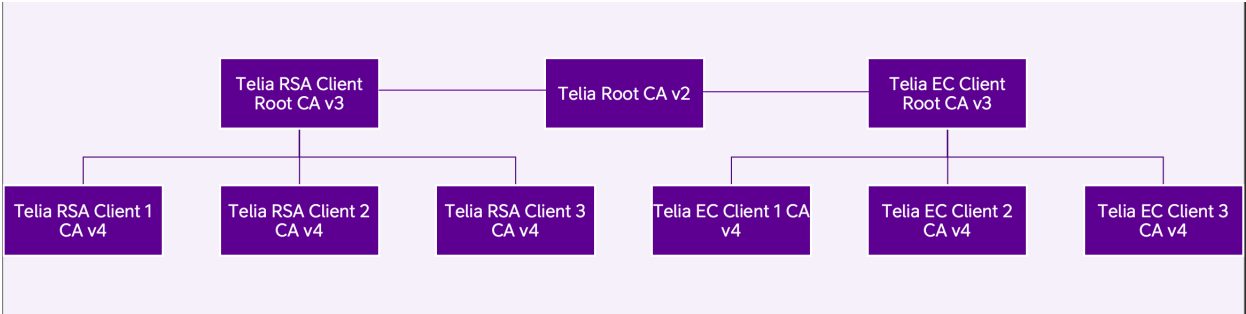 Telia RSA Client
Root CA v3
Telia Root CA v2
Telia EC Client
Root CA v3
Telia RSA Client 1
CA v4
Telia RSA Client 2
CA v4
Telia RSA Client 3
CA v4
Telia EC Client 1 CA
v4
Telia EC Client 2
CA v4
Telia EC Client 3
CA v4